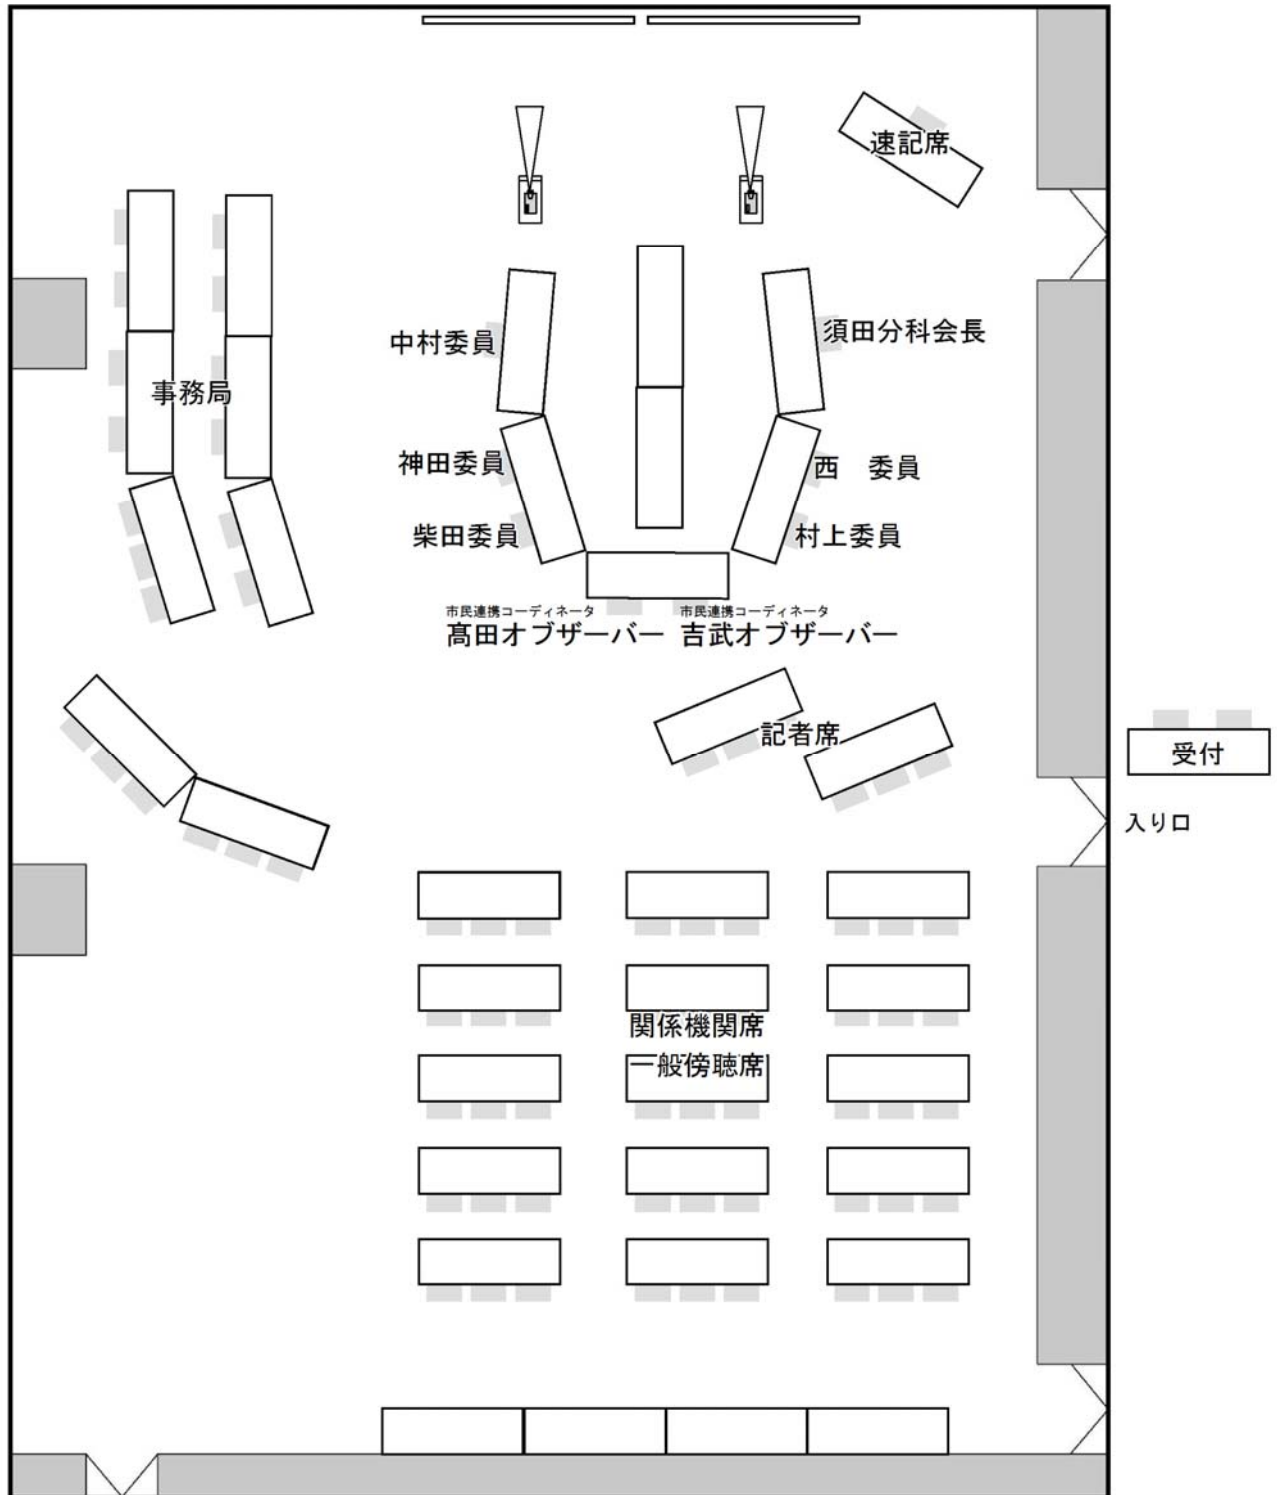 速記席
中村委員
須田分科会長
事務局
神田委員
西　委員
柴田委員
村上委員
市民連携コーディネータ
髙田オブザーバー
市民連携コーディネータ
吉武オブザーバー
記者席
受付
入り口
関係機関席
一般傍聴席